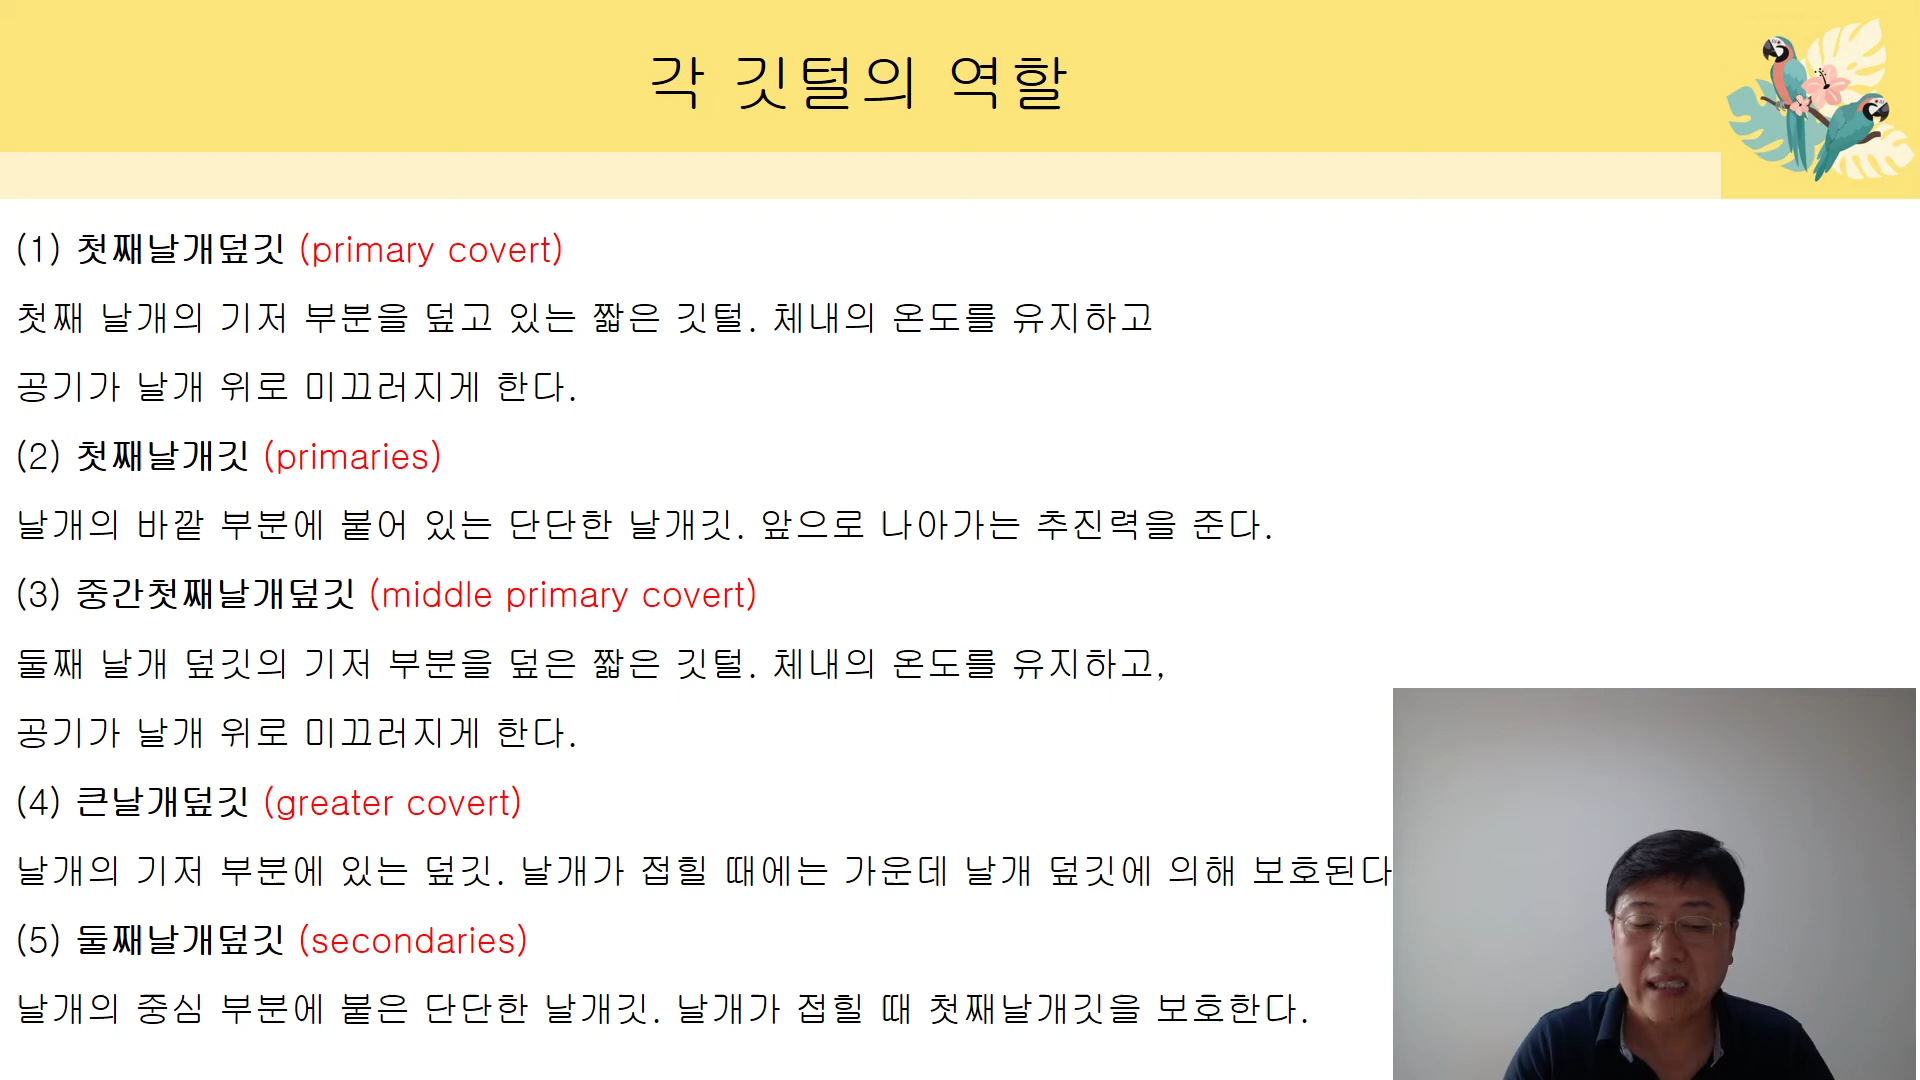 각 깃털의 역할
(1) 첫째날개덮깃 (primary covert)
첫째 날개의 기저 부분을 덮고 있는 짧은 깃털. 체내의 온도를 유지하고
공기가 날개 위로 미끄러지게 한다.
(2) 첫째날개깃 (primaries)
날개의 바깥 부분에 붙어 있는 단단한 날개깃. 앞으로 나아가는 추진력을 준다.
(3) 중간첫째날개덮깃 (middle primary covert)
둘째 날개 덮깃의 기저 부분을 덮은 짧은 깃털. 체내의 온도를 유지하고,
공기가 날개 위로 미끄러지게 한다.
(4) 큰날개덮깃 (greater covert)
날개의 기저 부분에 있는 덮깃. 날개가 접힐 때에는 가운데 날개 덮깃에 의해 보호된다
(5) 둘째날개덮깃 (secondaries)
날개의 중심 부분에 붙은 단단한 날개깃. 날개가 접힐 때 첫째날개깃을 보호한다.